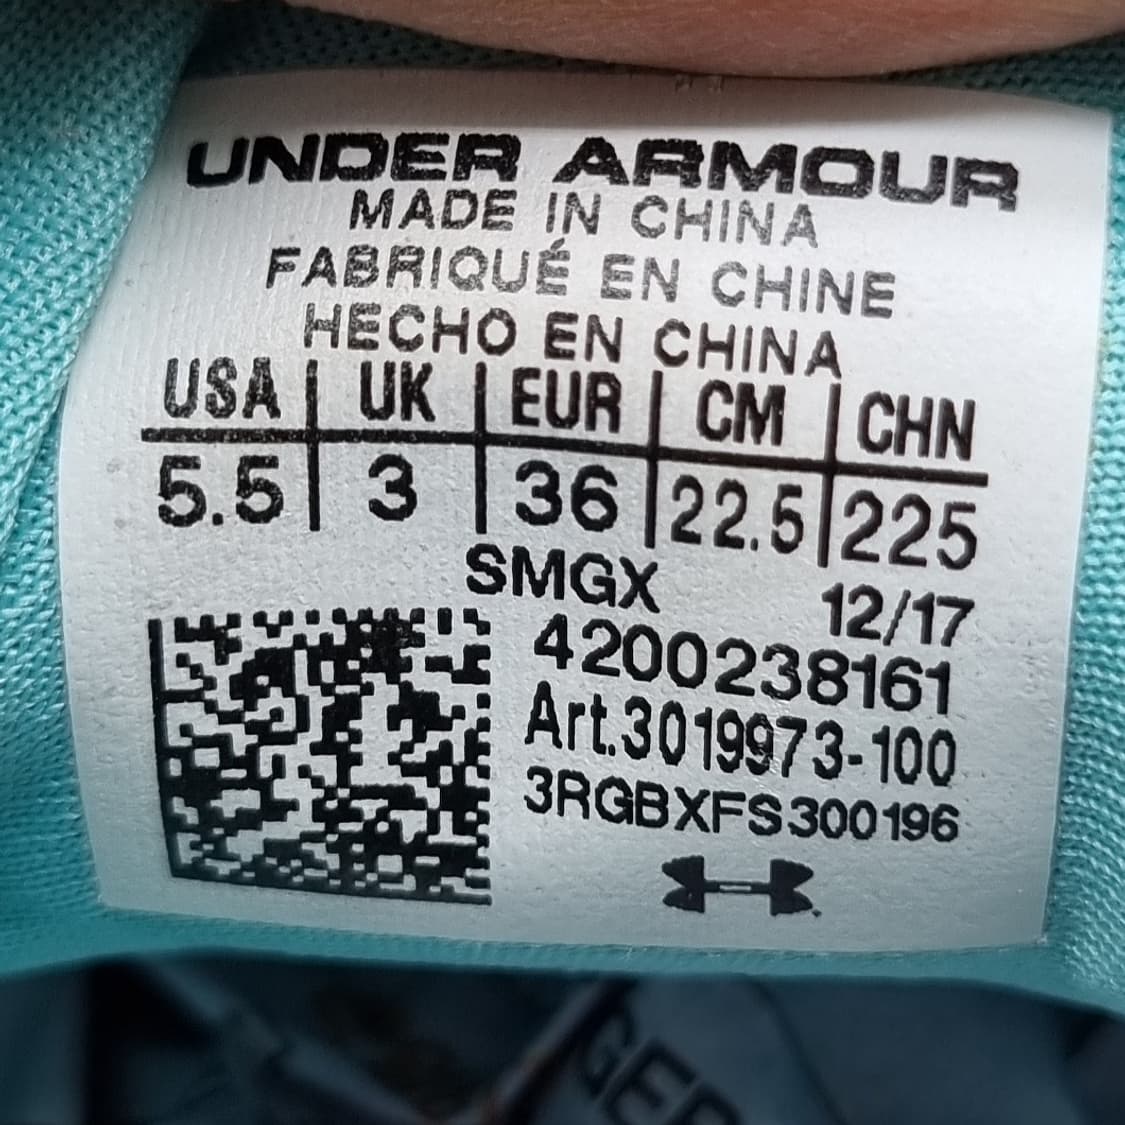 UNDER ARMOUR
MADE IN CHINA
FABRIQUÉ EN CHINE
HECHO EN CHINA
USA | UK | EUR | CM | CHN
5.5 | 3 | 36 | 22.5 | 225
SMGX 12/17
4200238161
Art.3019973-100
3RGBXFS300196